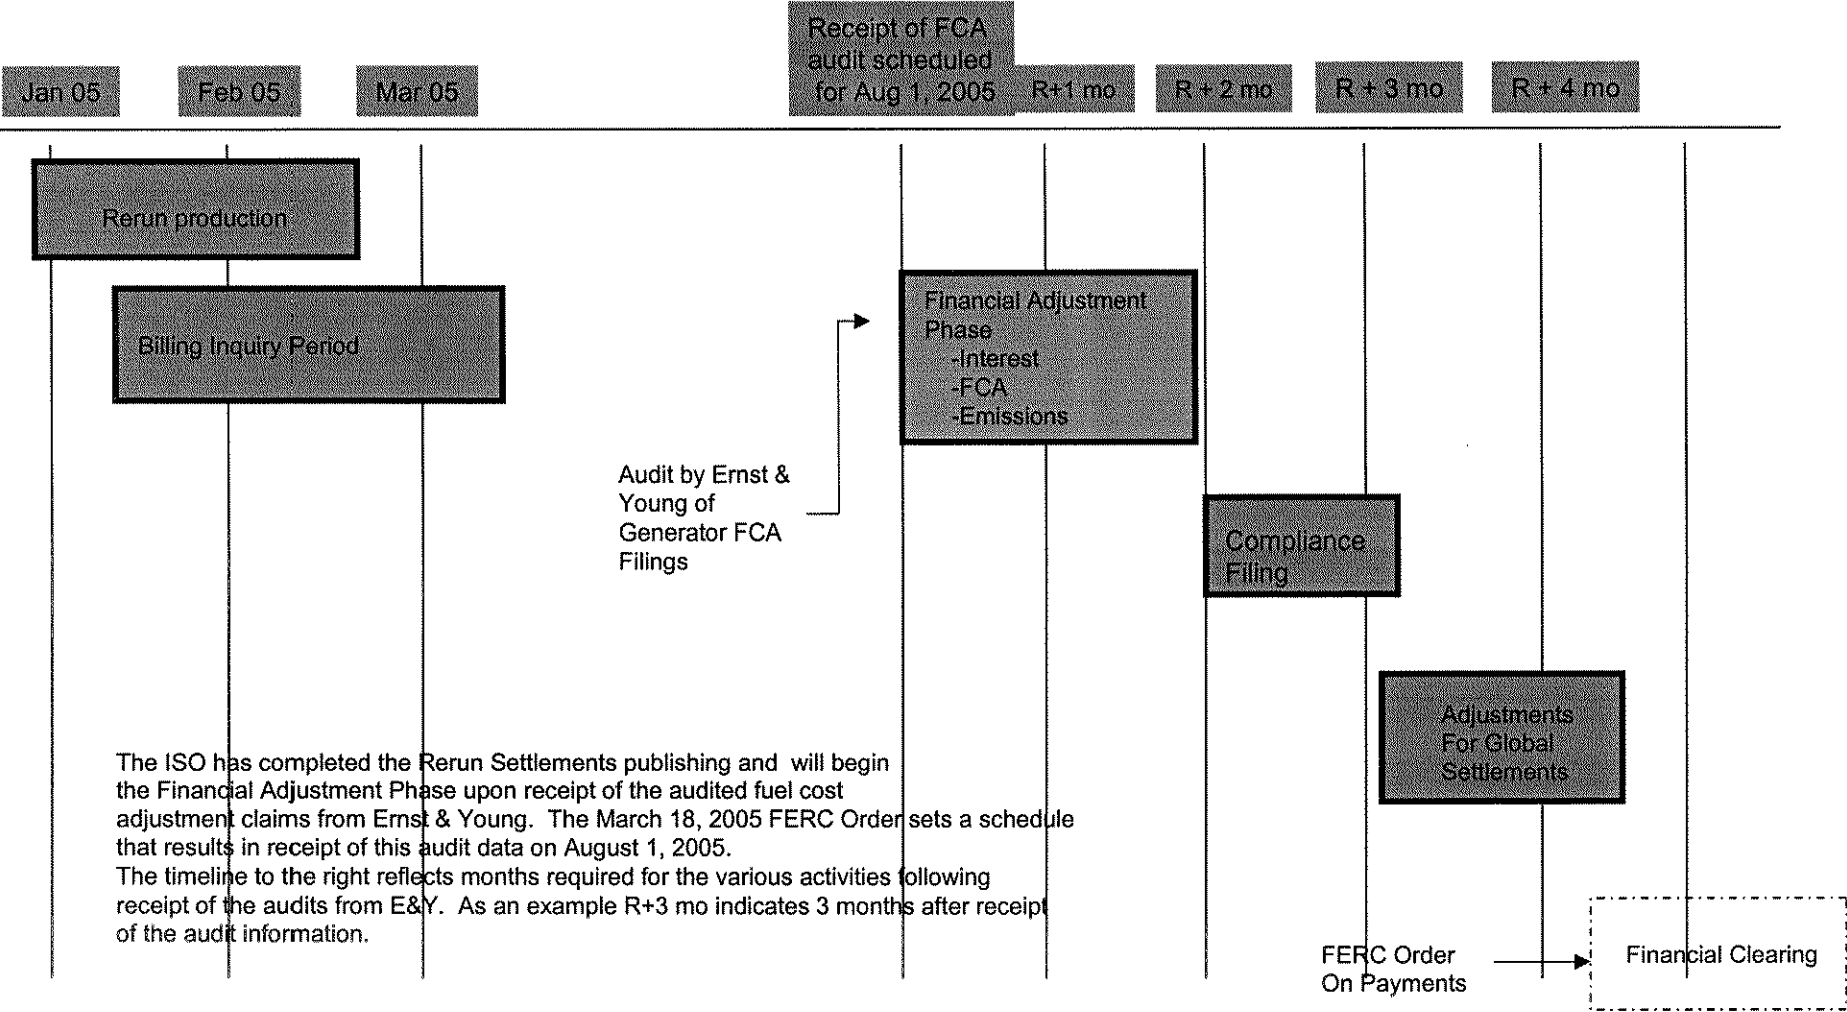 Receipt of FCA
audit scheduled
for Aug 1, 2005
Jan 05
Feb 05
Mar 05
R+1 mo
R + 2 mo
R + 3 mo
R + 4 mo
Rerun production
Billing Inquiry Period
Financial Adjustment
Phase
-Interest
-FCA
-Emissions
Audit by Ernst &
Young of
Generator FCA
Filings
Compliance
Filing
Adjustments
For Global
Settlements
The ISO has completed the Rerun Settlements publishing and will begin
the Financial Adjustment Phase upon receipt of the audited fuel cost
adjustment claims from Ernst & Young. The March 18, 2005 FERC Order sets a schedule
that results in receipt of this audit data on August 1, 2005.
The timeline to the right reflects months required for the various activities following
receipt of the audits from E&Y. As an example R+3 mo indicates 3 months after receipt
of the audit information.
FERC Order
On Payments
Financial Clearing